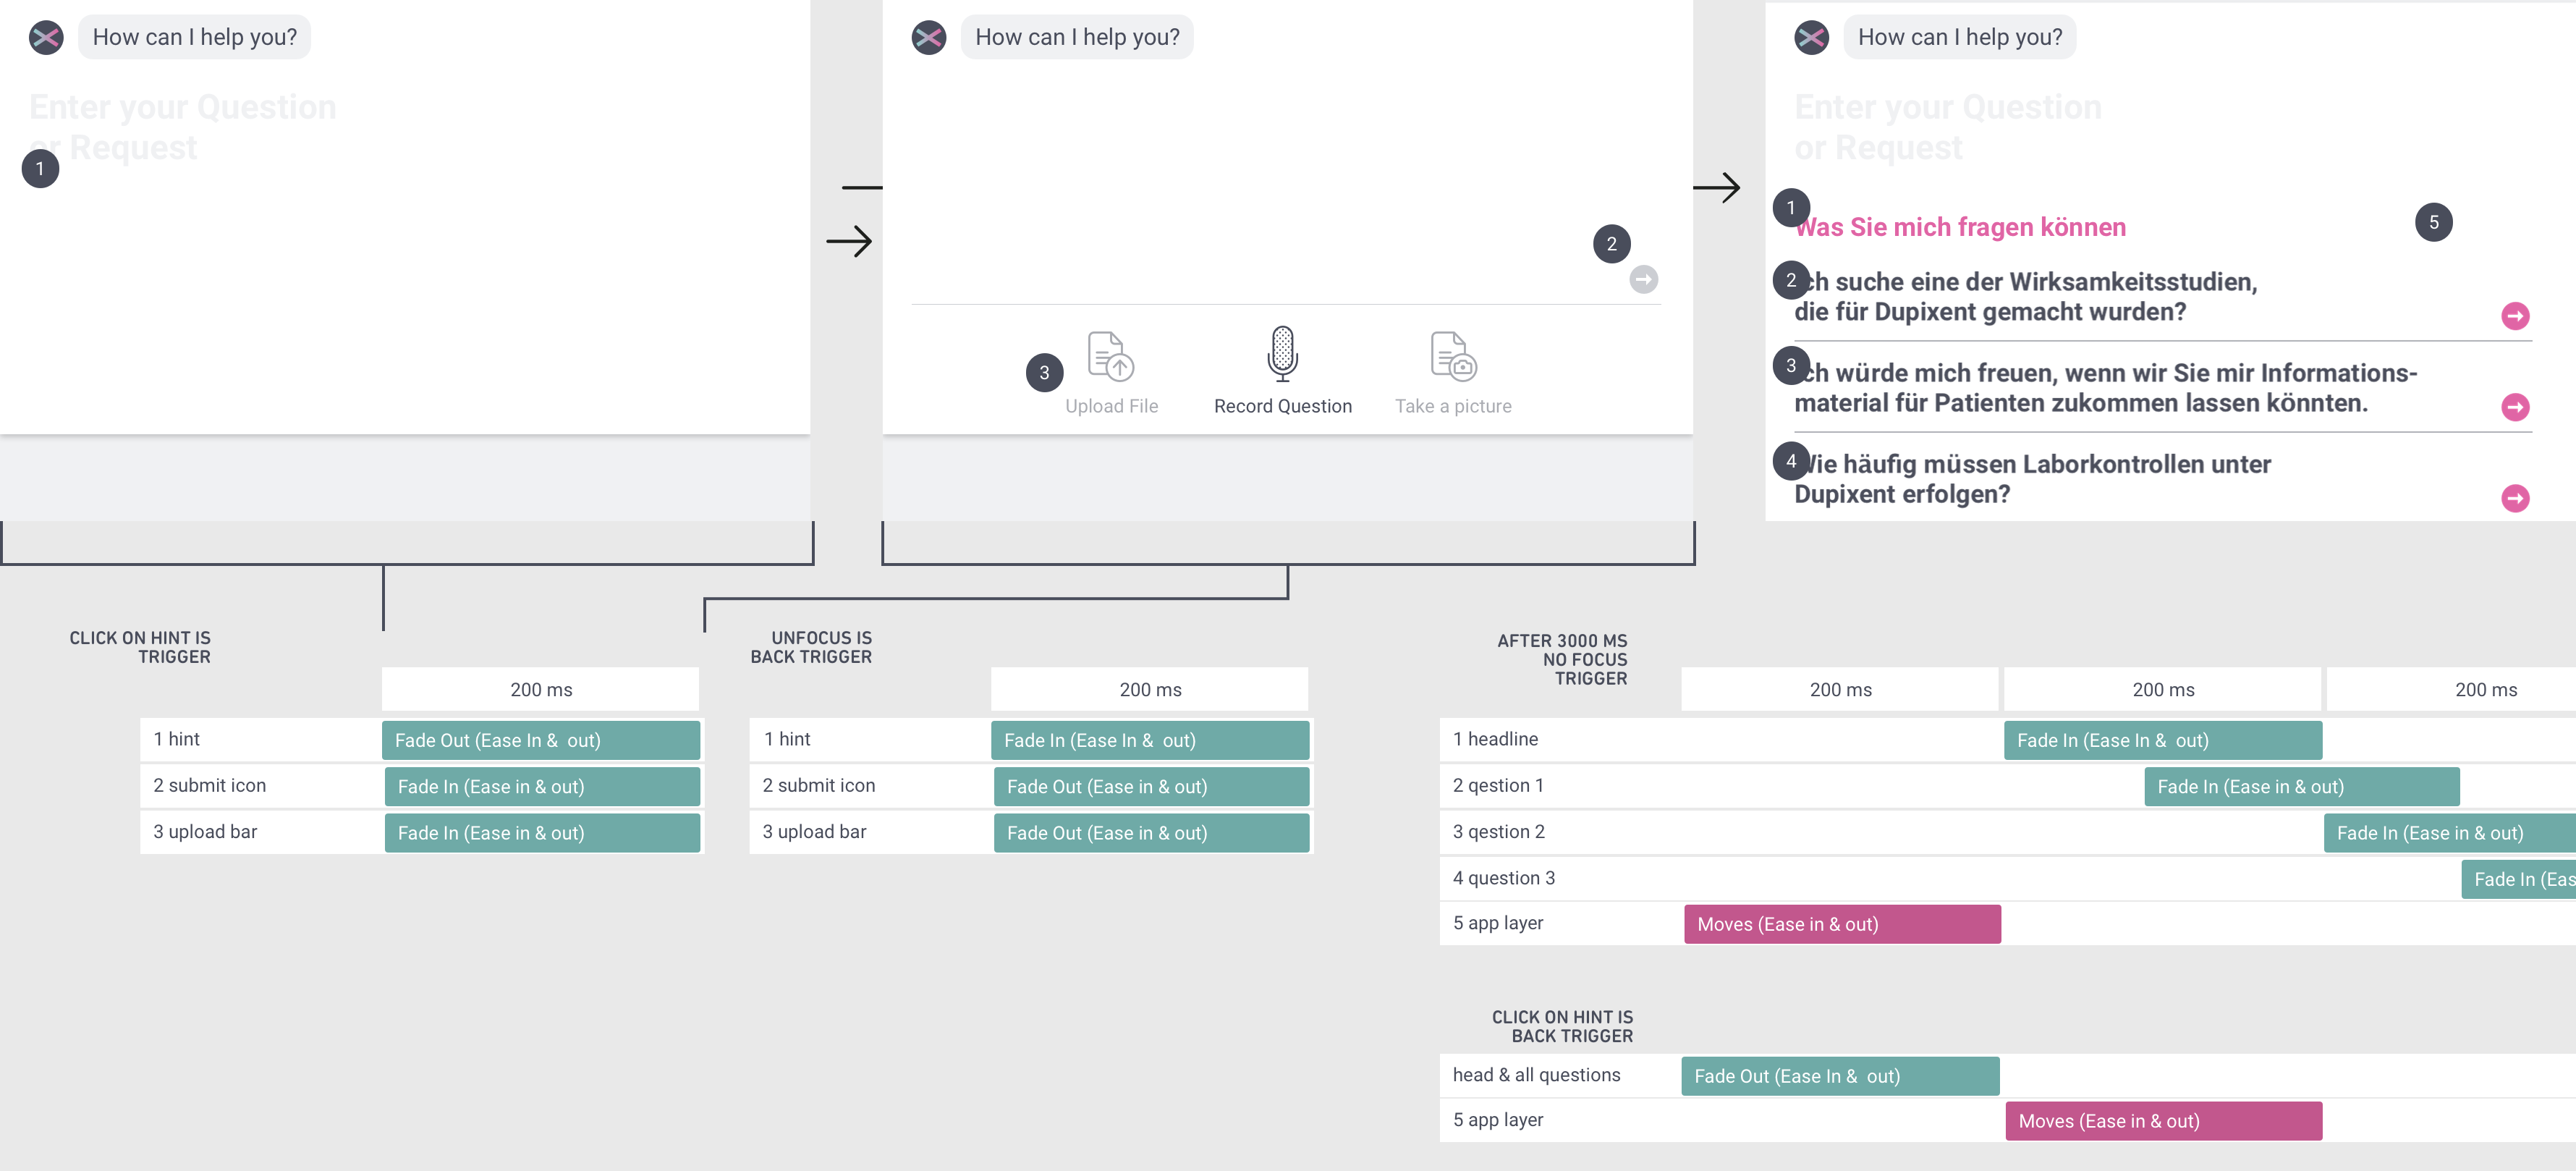 How can I help you?
Enter your Question
or Request
1
How can I help you?
2
3
Upload File
Record Question
Take a picture
How can I help you?
Enter your Question
or Request
1
Was Sie mich fragen können
5
2
ch suche eine der Wirksamkeitsstudien,
die für Dupixent gemacht wurden?
3
ch würde mich freuen, wenn wir Sie mir Informations-
material für Patienten zukommen lassen könnten.
4
Wie häufig müssen Laborkontrollen unter
Dupixent erfolgen?
CLICK ON HINT IS
TRIGGER
200 ms
1 hint
Fade Out (Ease In & out)
2 submit icon
Fade In (Ease in & out)
3 upload bar
Fade In (Ease in & out)
UNFOCUS IS
BACK TRIGGER
200 ms
1 hint
Fade In (Ease In & out)
2 submit icon
Fade Out (Ease in & out)
3 upload bar
Fade Out (Ease in & out)
AFTER 3000 MS
NO FOCUS
TRIGGER
200 ms
200 ms
200 ms
1 headline
Fade In (Ease In & out)
2 qestion 1
Fade In (Ease in & out)
3 qestion 2
Fade In (Ease in & out)
4 question 3
Fade In (Eas
5 app layer
Moves (Ease in & out)
CLICK ON HINT IS
BACK TRIGGER
head & all questions
Fade Out (Ease In & out)
5 app layer
Moves (Ease in & out)